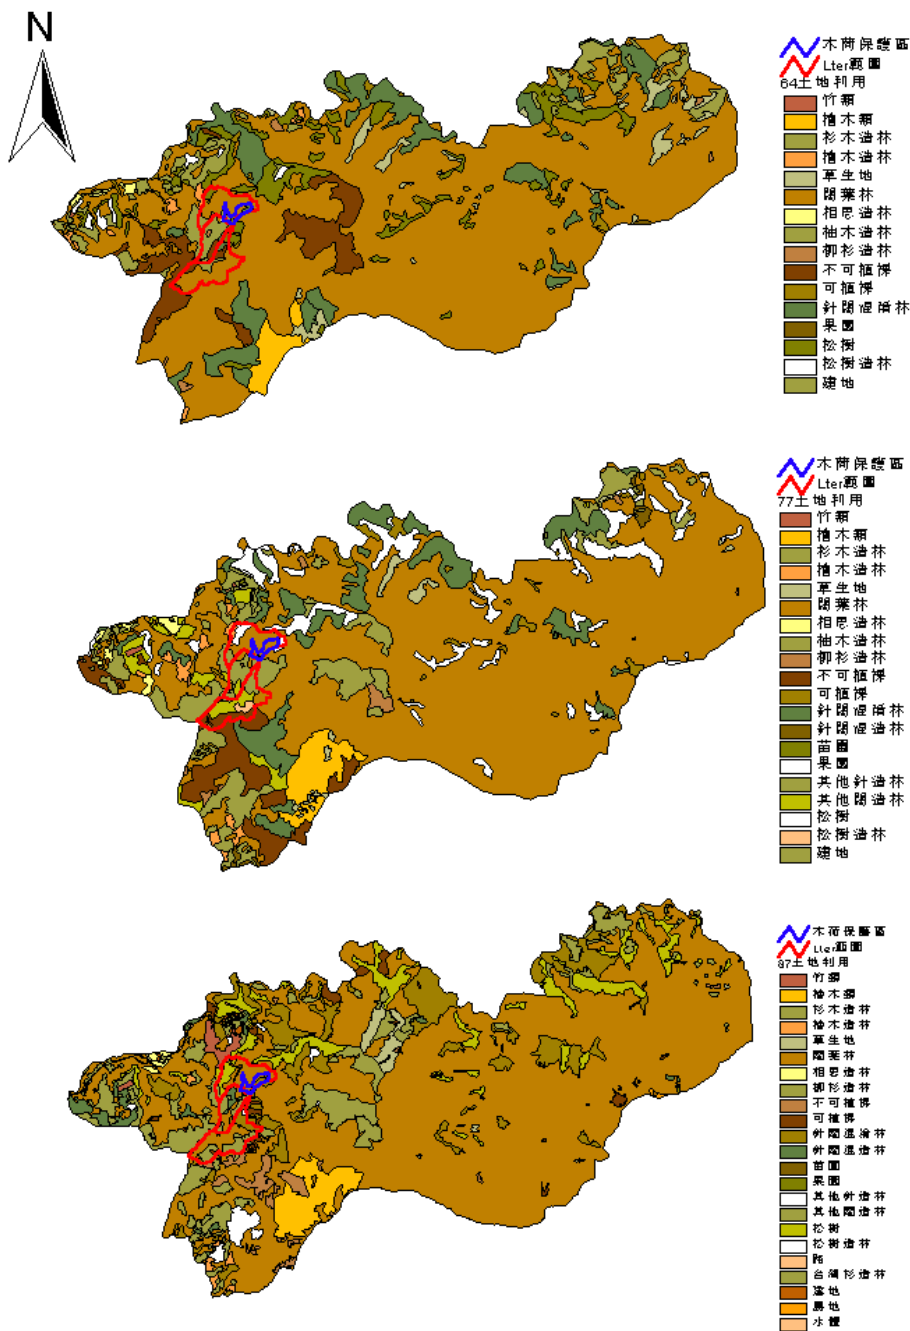 N
木荷保護區
Lter範圍
64土地利用
竹類
檜木類
杉木造林
檜木造林
草生地
闊葉林
相思造林
柚木造林
柳杉造林
不可植裸
可植裸
針闊混淆林
果園
松樹
松樹造林
建地
木荷保護區
Lter範圍
77土地利用
竹類
檜木類
杉木造林
檜木造林
草生地
闊葉林
相思造林
柚木造林
柳杉造林
不可植裸
可植裸
針闊混淆林
針闊混造林
苗圃
果園
其他針造林
其他闊造林
松樹
松樹造林
建地
木荷保護區
Lter範圍
87土地利用
竹類
檜木類
杉木造林
檜木造林
草生地
闊葉林
相思造林
柳杉造林
不可植裸
可植裸
針闊混淆林
針闊混造林
苗圃
果園
其他針造林
其他闊造林
松樹
松樹造林
路
台灣杉造林
建地
農地
水體